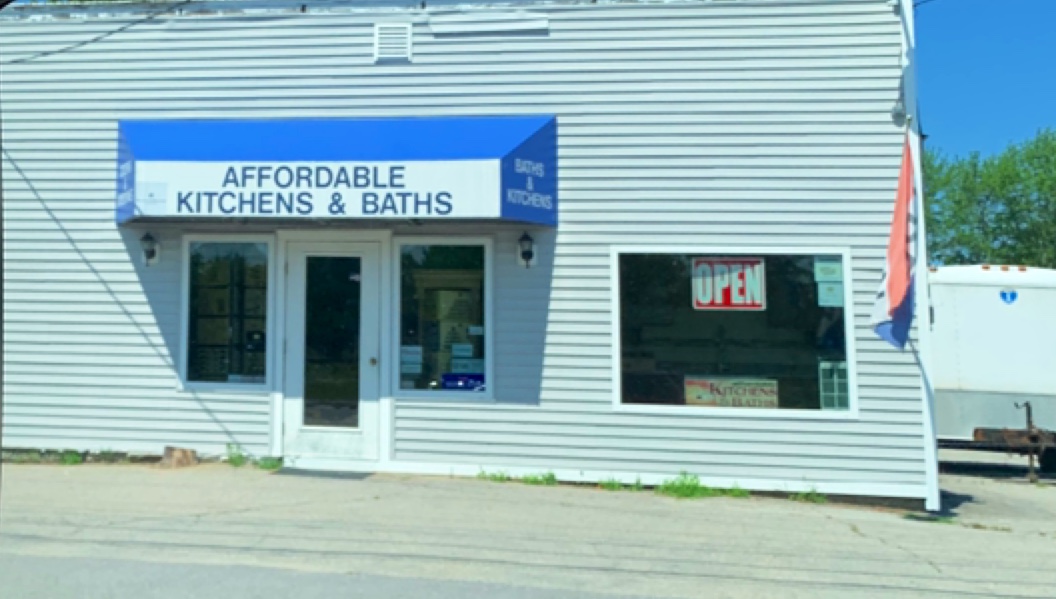 AFFORDABLE
KITCHENS & BATHS
BATHS
&
KITCHENS
OPEN
KITCHENS
& BATHS